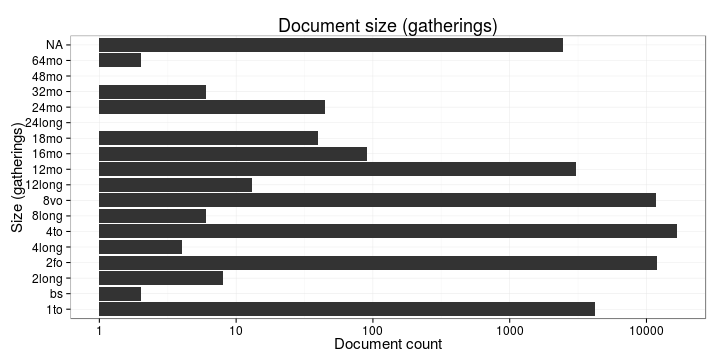 Document size (gatherings)
Size (gatherings)
NA
64mo
48mo
32mo
24mo
24long
18mo
16mo
12mo
12long
8vo
8long
4to
4long
2fo
2long
bs
1to
1 10 100 1000 10000
Document count